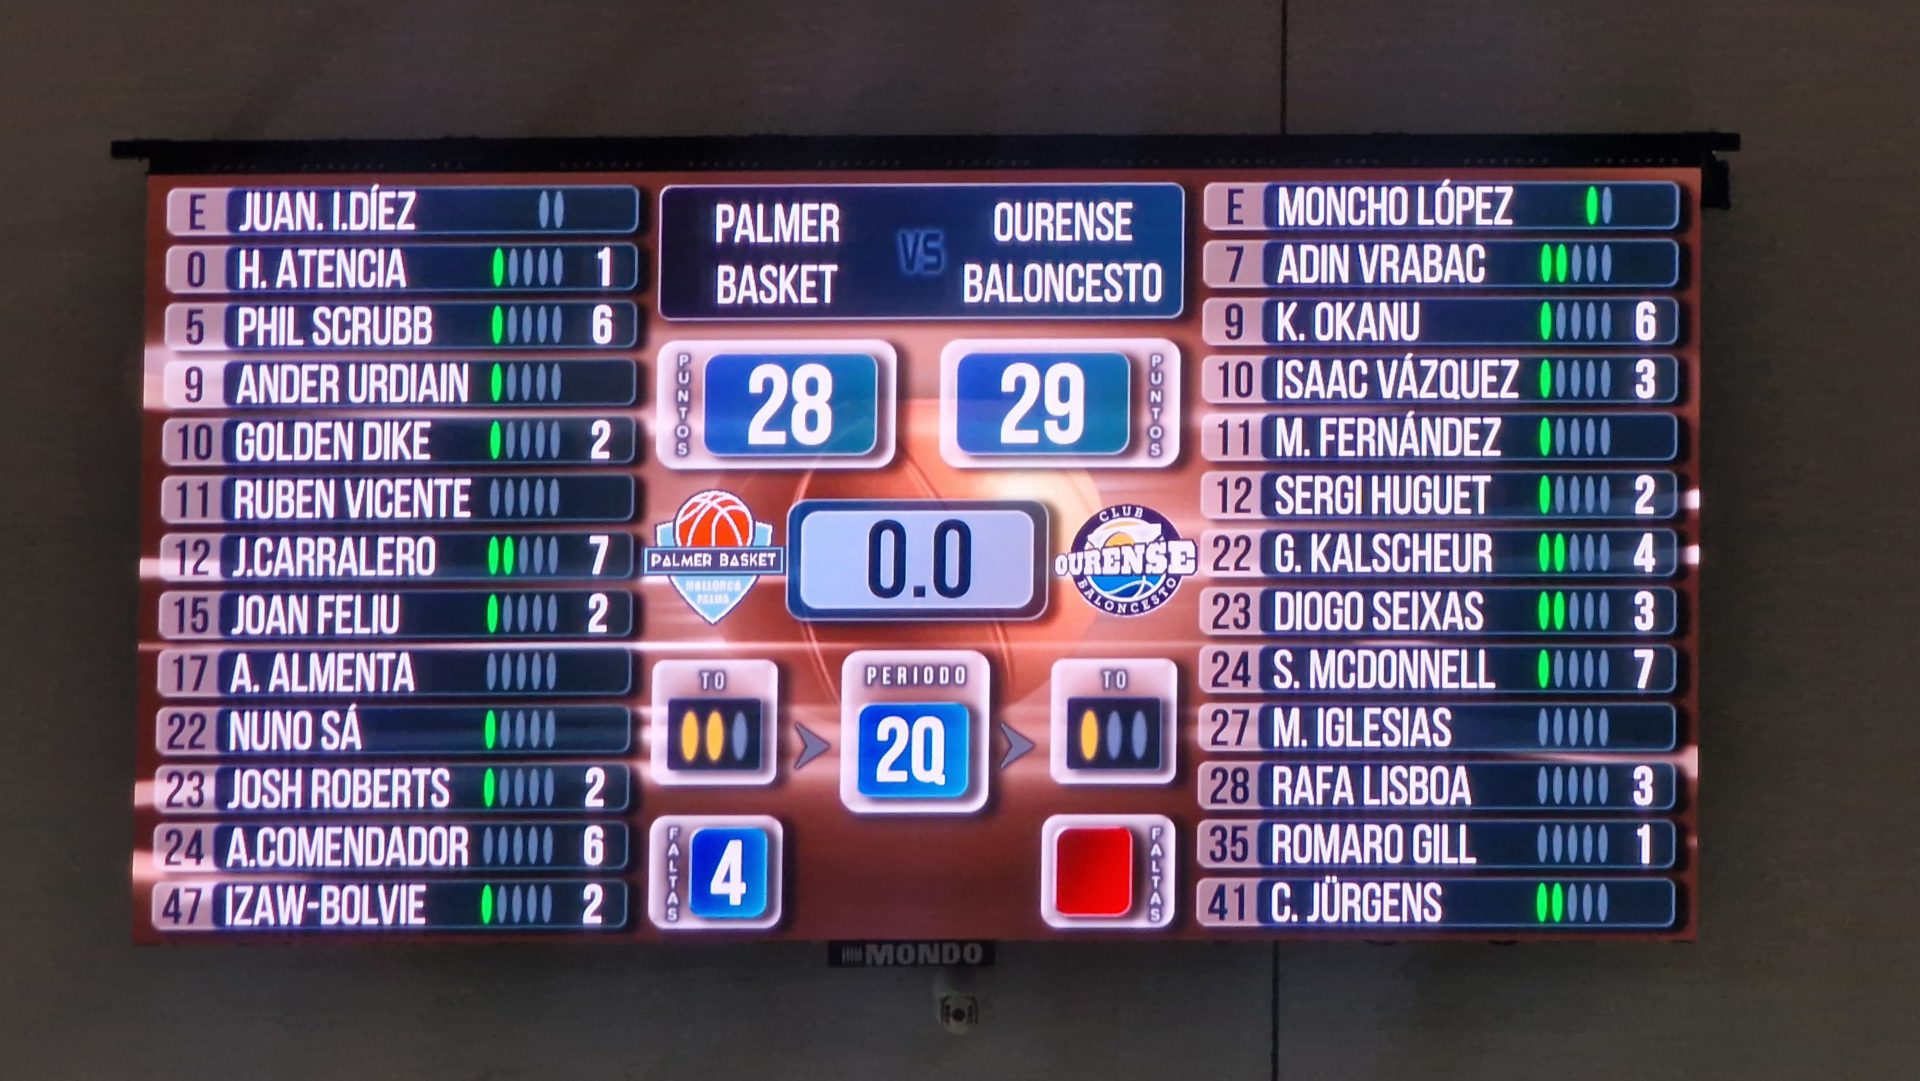 E JUAN. I.DÍEZ
0 H. ATENCIA 1
5 PHIL SCRUBB 6
9 ANDER URDIAIN
10 GOLDEN DIKE 2
11 RUBEN VICENTE
12 J.CARRALERO 7
15 JOAN FELIU 2
17 A. ALMENTA
22 NUNO SÁ
23 JOSH ROBERTS 2
24 A.COMENDADOR 6
47 IZAW-BOLVIE 2
PALMER
BASKET
VS
OURENSE
BALONCESTO
PUNTOS
28
29
PUNTOS
PALMER BASKET
MALLORCA
PALMA
0.0
CLUB
OURENSE
BALONCESTO
TO
PERIODO
2Q
TO
FALTAS
4
FALTAS
E MONCHO LÓPEZ
7 ADIN VRABAC
9 K. OKANU 6
10 ISAAC VÁZQUEZ 3
11 M. FERNÁNDEZ
12 SERGI HUGUET 2
22 G. KALSCHEUR 4
23 DIOGO SEIXAS 3
24 S. MCDONNELL 7
27 M. IGLESIAS
28 RAFA LISBOA 3
35 ROMARO GILL 1
41 C. JÜRGENS
MONDO